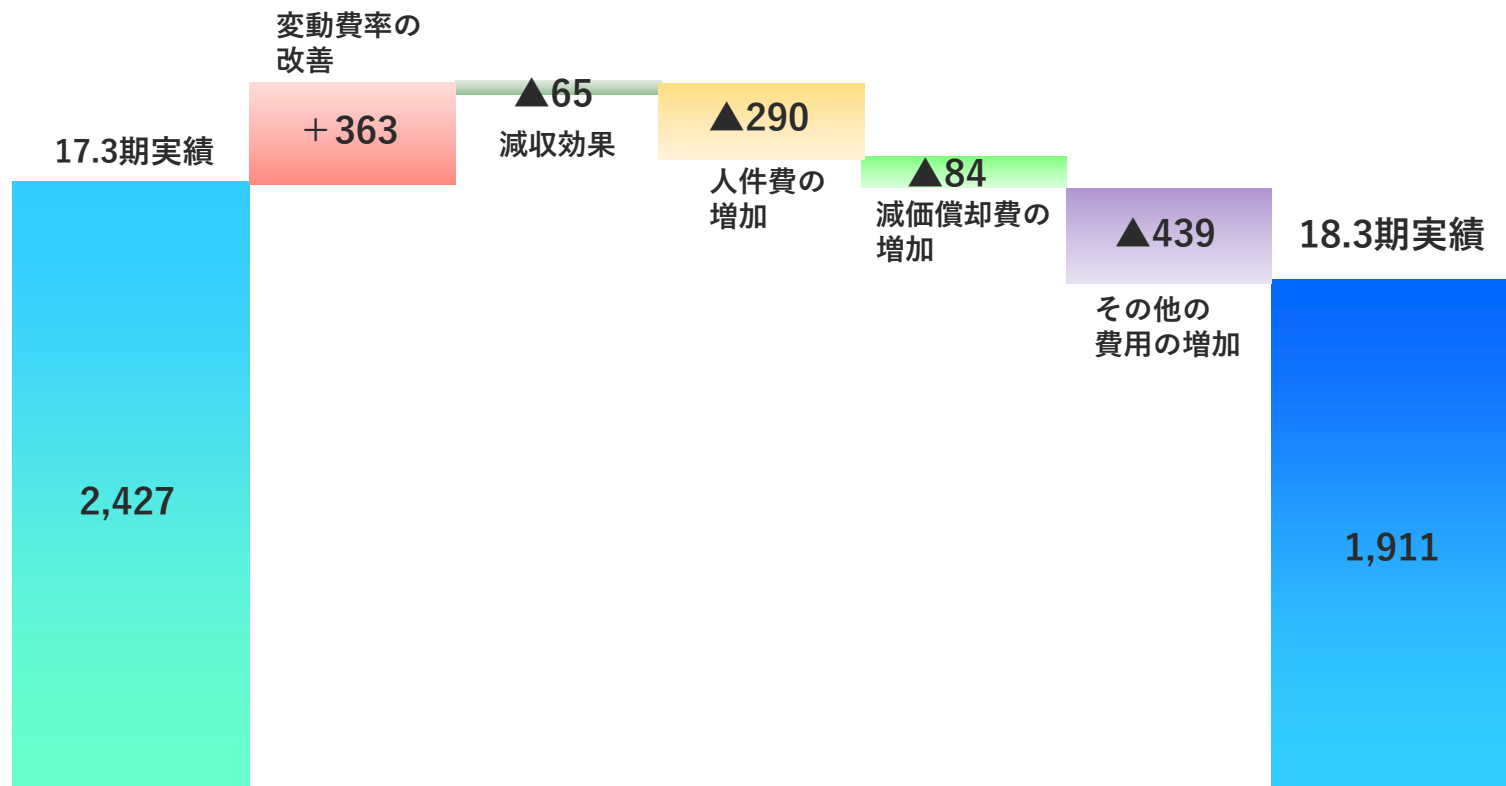 17.3期実績
2,427
変動費率の
改善
＋363
▲65
減収効果
▲290
人件費の
増加
▲84
減価償却費の
増加
▲439
その他の
費用の増加
18.3期実績
1,911